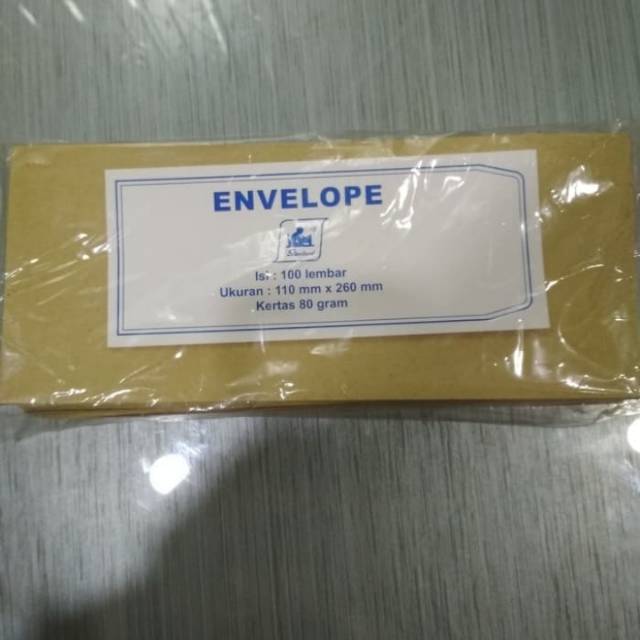 ENVELOPE
Isi : 100 lembar
Ukuran : 110 mm x 260 mm
Kertas 80 gram